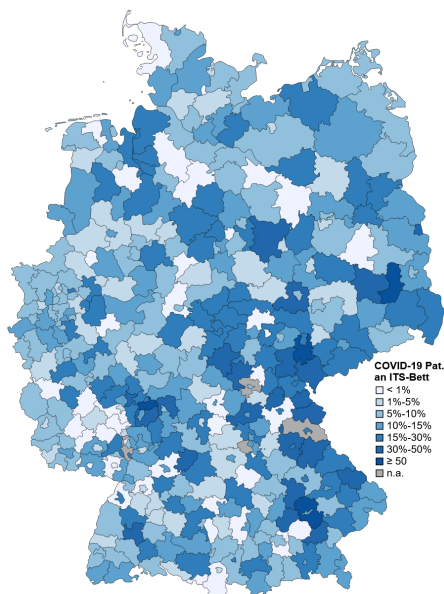 COVID-19 Pat.
an ITS-Bett
< 1%
1%-5%
5%-10%
10%-15%
15%-30%
30%-50%
≥ 50
n.a.